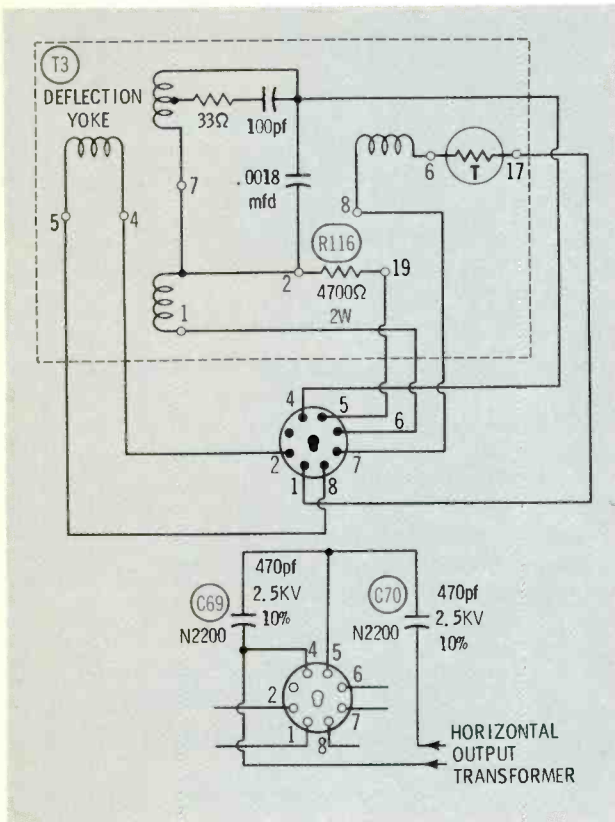 T3
DEFLECTION
YOKE
33Ω
100pf
.0018
mfd
7
6
T
17
8
5
4
R116
2
19
4700Ω
2W
1
4
5
6
2
7
1
8
470pf
2.5KV
10%
C69
N2200
C70
470pf
2.5KV
10%
N2200
4
5
6
2
7
1
8
HORIZONTAL
OUTPUT
TRANSFORMER